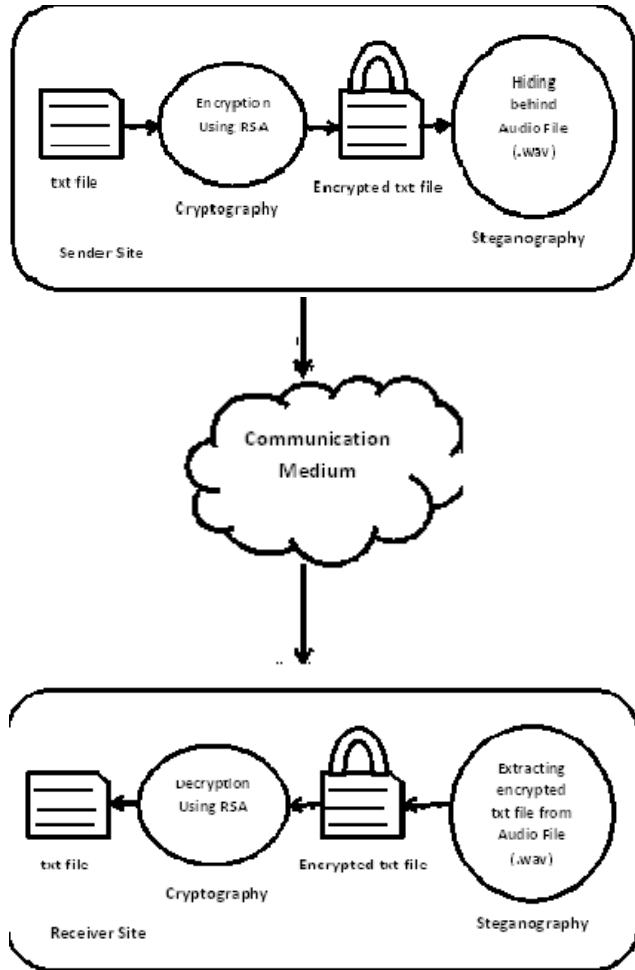 Encryption
Using RSA
Hiding
behind
Audio File
(.wav)
txt file
Encrypted txt file
Cryptography
Steganography
Sender Site
Communication
Medium
Decryption
Using RSA
Extracting
encrypted
txt file from
Audio File
(.wav)
txt file
Encrypted txt file
Cryptography
Steganography
Receiver Site